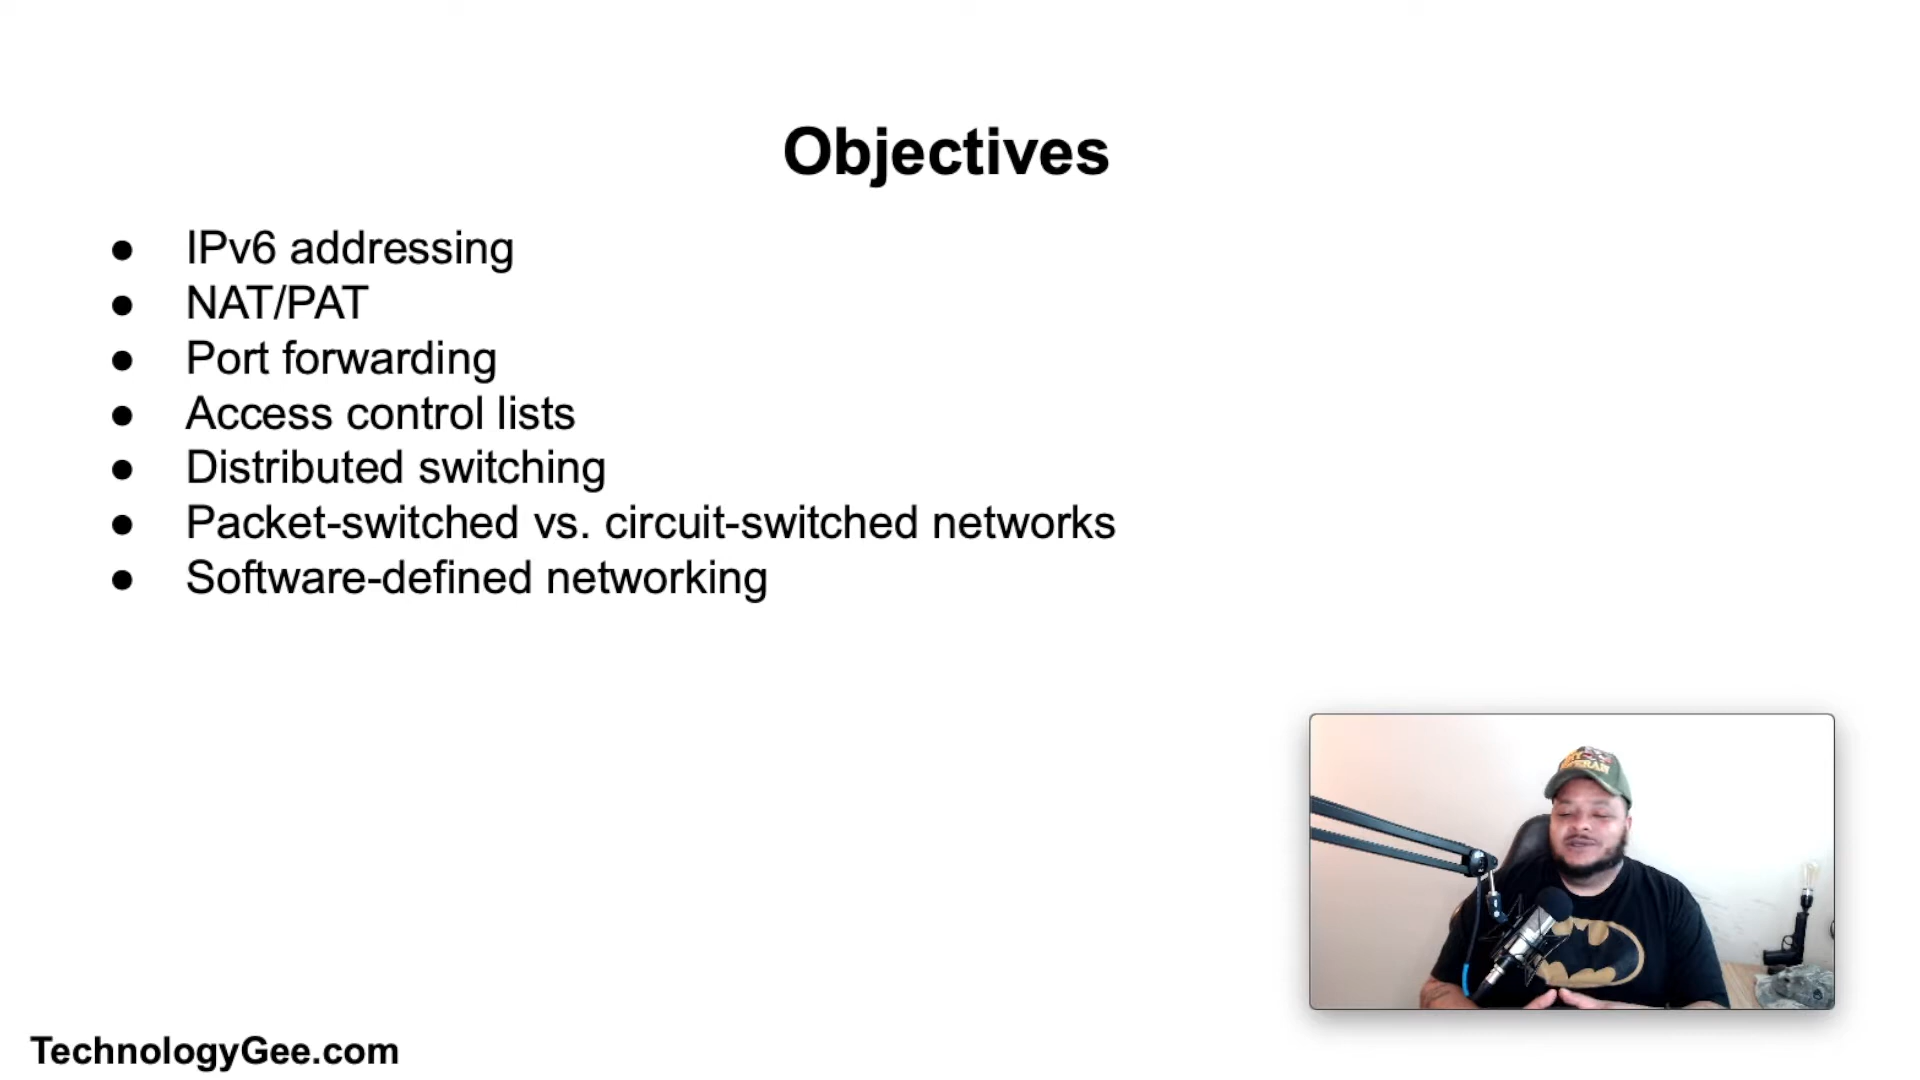 Objectives
● IPv6 addressing
● NAT/PAT
● Port forwarding
● Access control lists
● Distributed switching
● Packet-switched vs. circuit-switched networks
● Software-defined networking
TechnologyGee.com